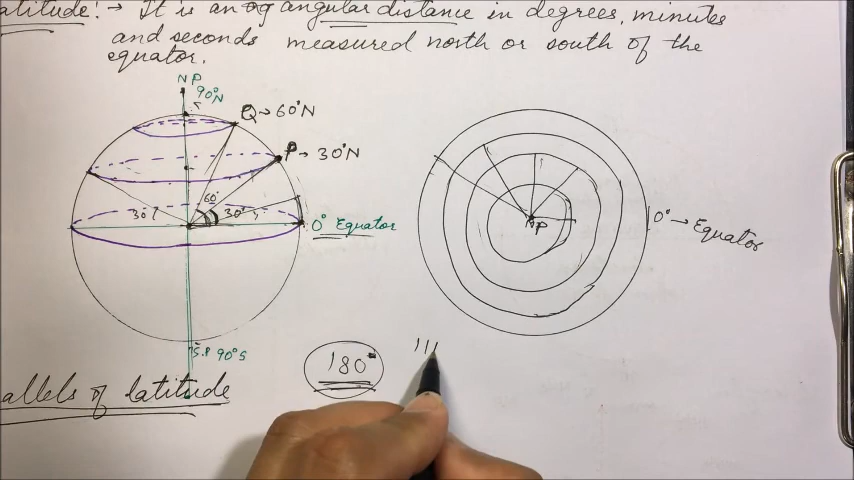 atitude:→ It is an angular distance in degrees, minutes
and seconds measured north or south of the
equator.
NP
90°N
Q→60°N
P→30°N
60°
30°
30°
0° Equator
NP
0° → Equator
S.P 90°S
180°
111
allels of latitude